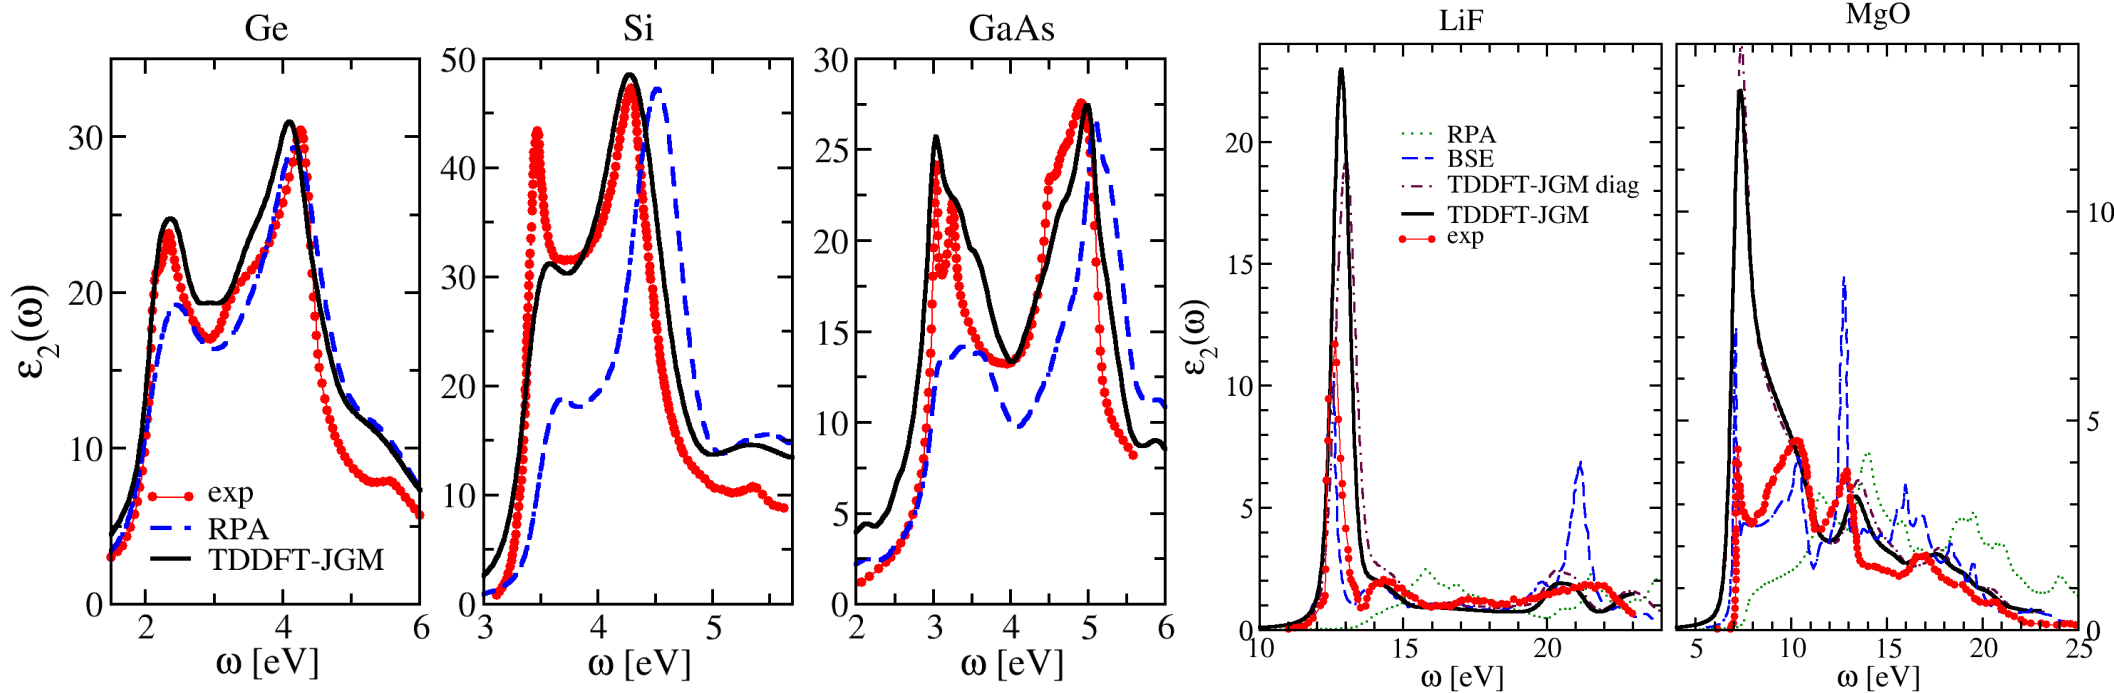 Ge
Si
GaAs
LiF
MgO
ε₂(ω)
30
20
10
0
2
4
6
ω [eV]
exp
RPA
TDDFT-JGM
50
40
30
20
10
0
3
4
5
ω [eV]
30
25
20
15
10
5
0
2
3
4
5
6
ω [eV]
ε₂(ω)
20
15
10
5
0
10
15
20
ω [eV]
RPA
BSE
TDDFT-JGM diag
TDDFT-JGM
exp
10
5
0
5
10
15
20
25
ω [eV]